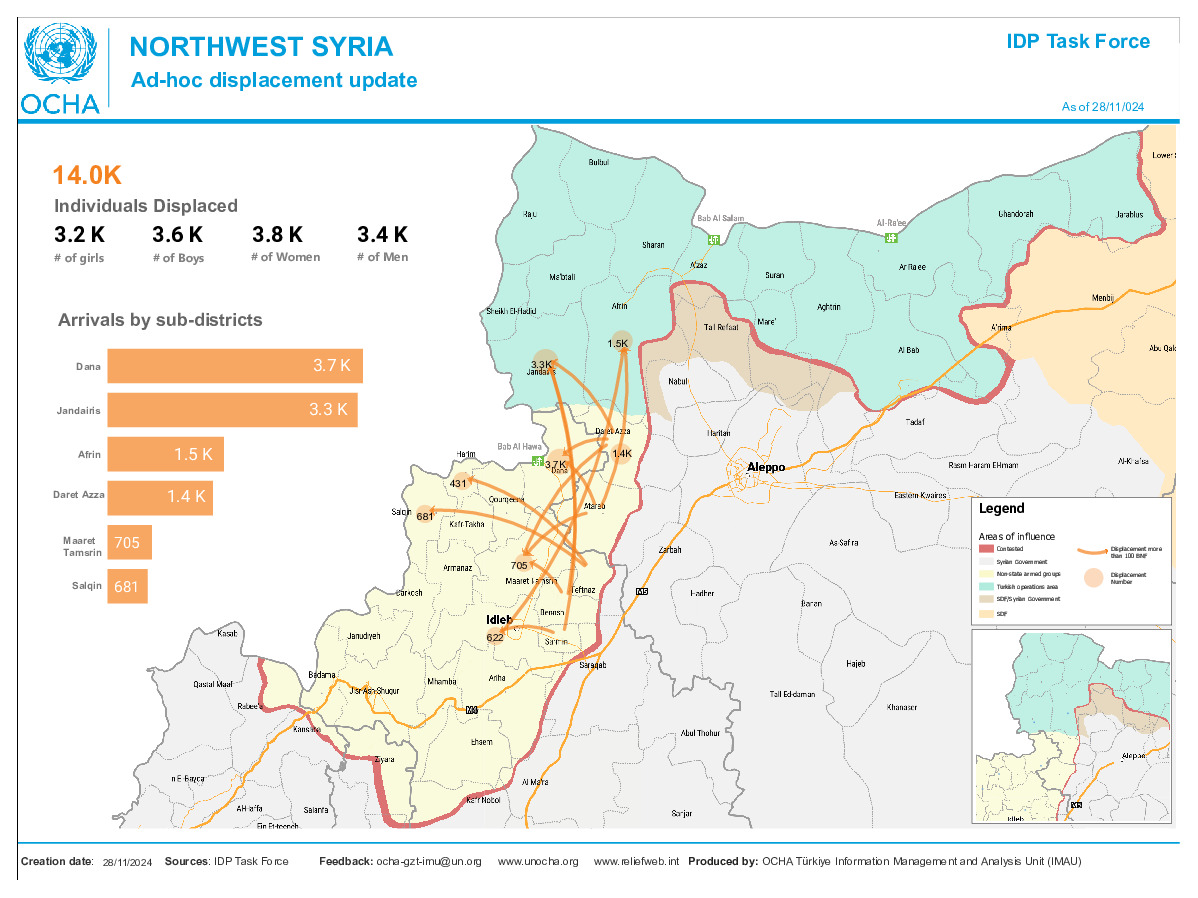 OCHA
NORTHWEST SYRIA
Ad-hoc displacement update
IDP Task Force
As of 28/11/024
14.0K
Individuals Displaced
3.2 K
3.6 K
3.8 K
3.4 K
# of girls
# of Boys
# of Women
# of Men
Arrivals by sub-districts
Dana
3.7 K
Jandairis
3.3 K
Afrin
1.5 K
Daret Azza
1.4 K
Maaret
Tamsrin
705
Salqin
681
Bulbul
Lower
Raju
Bab Al Salam
Al-Ra'ee
Ghandorah
Jarablus
Sharan
A'zaz
Ma'btali
Suran
Ar Ra'ee
Sheikh El-Hadid
Afrin
Aghtrin
Menbij
Tall Refaat
Mare'
A'rima
1.5K
Al Bab
Abu Qal
3.3K
Jandairis
Nabul
Tadaf
Daret Azza
Haritan
Bab Al Hawa
Harim
1.4K
3.7K
Dana
Aleppo
Rasm Haram El-Imam
Al-Khafsa
431
Qourqeena
Eastern Kwaires
Salqin
681
Kafr Takha
Atareb
As-Safira
Zarbah
Armanaz
705
Maaret Tamsrin
Teftnaz
M5
Hadher
Banan
Darkosh
Idleb
Benosh
622
Sarmin
Kasab
Janudiyeh
Saraqab
Hajeb
Badama
Qastal Maaf
Mhamba
Ariha
Jisr-Ash-Shugur
Tall Ed-daman
Khanaser
Rabee'a
M4
Kansaba
Ehsem
Abul Thohur
Ziyara
Al Ma'ra
Kafr Nobol
Sanjar
Al-Haffa
Salanfa
Ein Et-teeneh
Legend
Areas of influence
Contested
Syrian Government
Non-state armed groups
Turkish operations area
SDF/Syrian Government
SDF
Displacement more
than 100 BNF
Displacement
Number
Aleppo
M5
Idleb
Creation date: 28/11/2024 Sources: IDP Task Force Feedback: ocha-gzt-imu@un.org www.unocha.org www.reliefweb.int Produced by: OCHA Türkiye Information Management and Analysis Unit (IMAU)